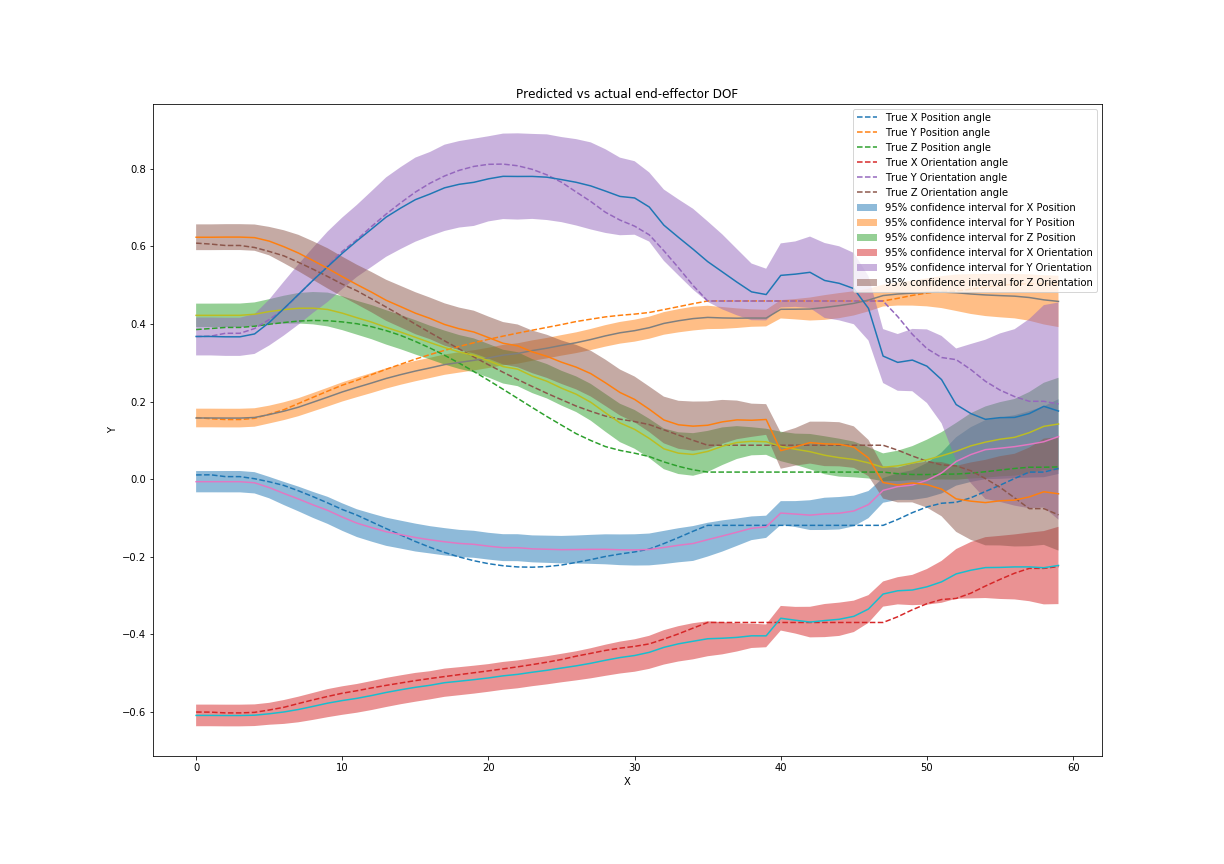 Predicted vs actual end-effector DOF
True X Position angle
True Y Position angle
True Z Position angle
True X Orientation angle
True Y Orientation angle
True Z Orientation angle
95% confidence interval for X Position
95% confidence interval for Y Position
95% confidence interval for Z Position
95% confidence interval for X Orientation
95% confidence interval for Y Orientation
95% confidence interval for Z Orientation
0.8
0.6
0.4
0.2
0.0
−0.2
−0.4
−0.6
Y
0 10 20 30 40 50 60
X